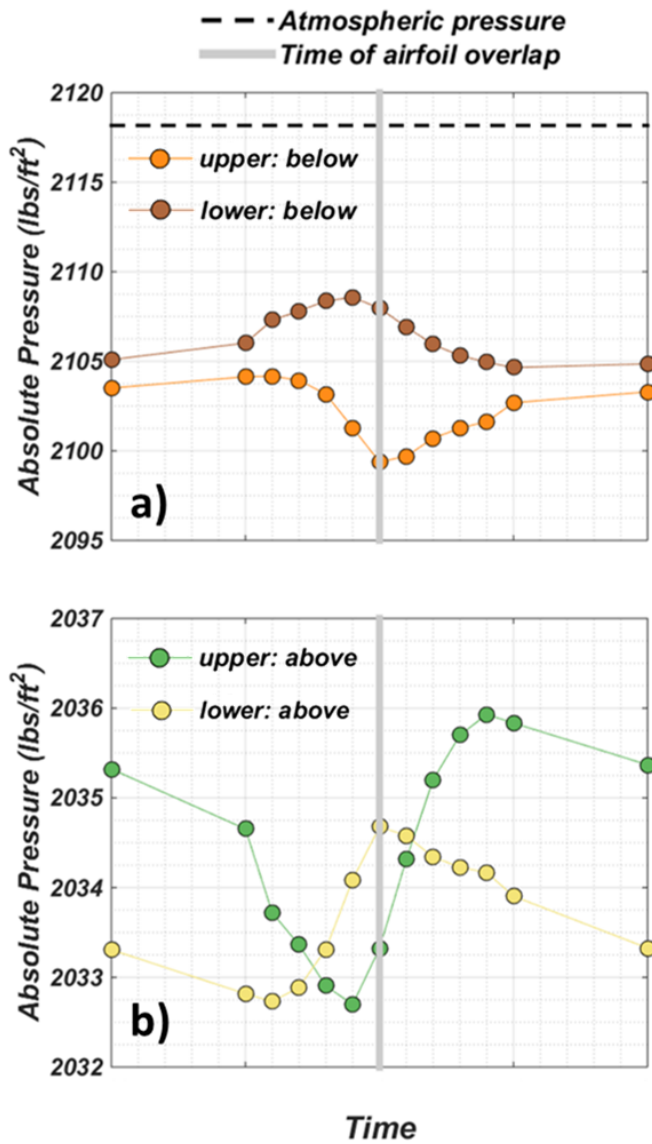 Atmospheric pressure
Time of airfoil overlap
2120
2115
2110
2105
2100
2095
Absolute Pressure (lbs/ft²)
upper: below
lower: below
a)
2037
2036
2035
2034
2033
2032
Absolute Pressure (lbs/ft²)
upper: above
lower: above
b)
Time